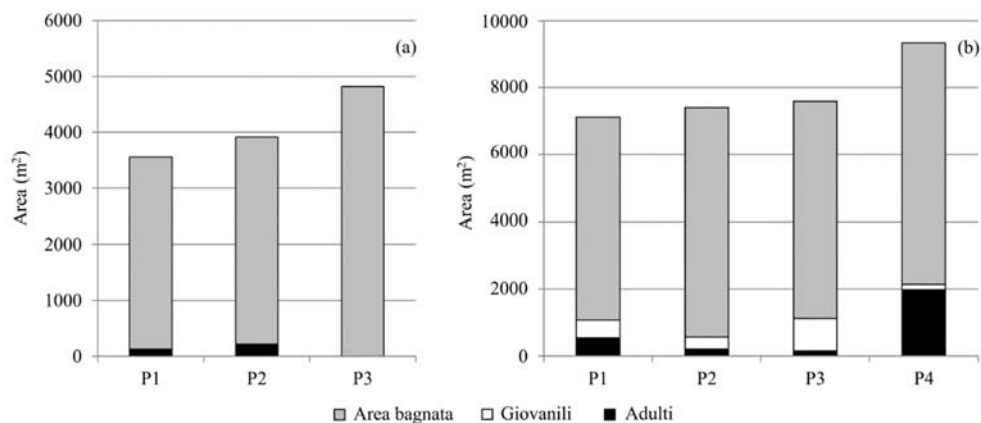 (a)
Area (m²)
6000
5000
4000
3000
2000
1000
0
P1 P2 P3
(b)
Area (m²)
10000
8000
6000
4000
2000
0
P1 P2 P3 P4
Area bagnata Giovanili Adulti